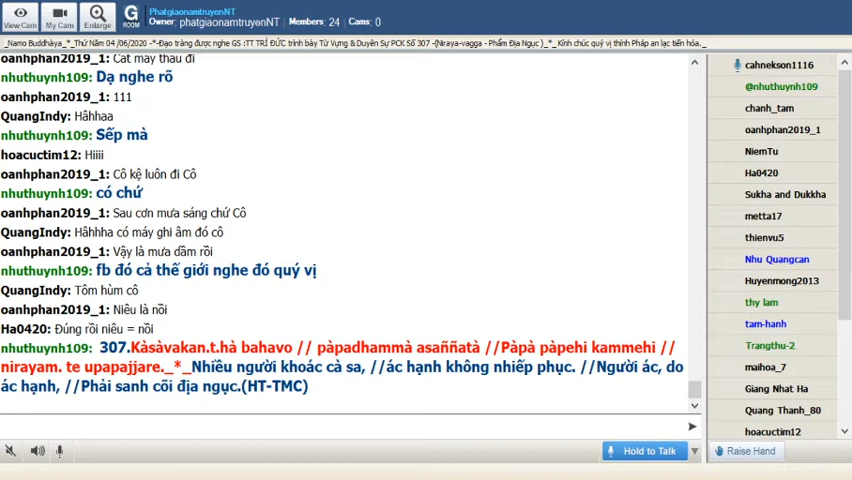 PhatgiaonamtruyenNT
Owner: phatgiaonamtruyenNT | Members: 24 | Cams: 0
View Cam
My Cam
Enlarge
G
ROOM
_Namo Buddhàya_*_Thứ Năm 04 /06/2020 -*-Đạo tràng được nghe GS :TT TRÍ ĐỨC trình bày Từ Vựng & Duyên Sự PCK Số 307 -(Niraya-vagga - Phẩm Địa Ngục )_*_Kính chúc quý vị thính Pháp an lạc tiến hóa._
oanhphan2019_1: Cất máy thâu đi
nhuthuynh109: Dạ nghe rõ
oanhphan2019_1: 111
QuangIndy: Hâhhaa
nhuthuynh109: Sếp mà
hoacuctim12: Hiiii
oanhphan2019_1: Cô kệ luôn đi Cô
nhuthuynh109: có chứ
oanhphan2019_1: Sau cơn mưa sáng chứ Cô
QuangIndy: Hâhhha có máy ghi âm đó cô
oanhphan2019_1: Vậy là mưa dầm rồi
nhuthuynh109: fb đó cả thế giới nghe đó quý vị
QuangIndy: Tôm hùm cô
oanhphan2019_1: Niêu là nồi
Ha0420: Đúng rồi niêu = nồi
nhuthuynh109: 307.Kàsàvakan.t.hà bahavo // pàpadhammà asaññatà //Pàpà pàpehi kammehi //
nirayam. te upapajjare._*_Nhiều người khoác cà sa, //ác hạnh không nhiếp phục. //Người ác, do
ác hạnh, //Phải sanh cõi địa ngục.(HT-TMC)
cahnekson1116
@nhuthuynh109
chanh_tam
oanhphan2019_1
NiemTu
Ha0420
Sukha and Dukkha
metta17
thienvu5
Nhu Quangcan
Huyenmong2013
thy lam
tam-hanh
Trangthu-2
maihoa_7
Giang Nhat Ha
Quang Thanh_80
hoacuctim12
Hold to Talk
Raise Hand